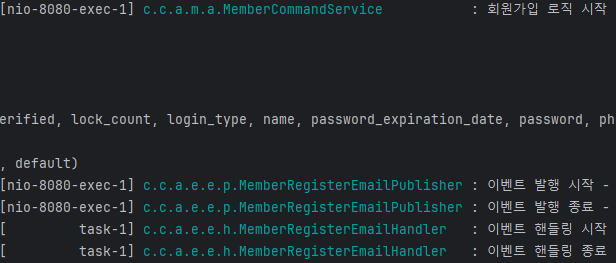 [nio-8080-exec-1] c.c.a.m.a.MemberCommandService : 회원가입 로직 시작
erified, lock_count, login_type, name, password_expiration_date, password, ph
, default)
[nio-8080-exec-1] c.c.a.e.e.p.MemberRegisterEmailPublisher : 이벤트 발행 시작 -
[nio-8080-exec-1] c.c.a.e.e.p.MemberRegisterEmailPublisher : 이벤트 발행 종료 -
[ task-1] c.c.a.e.e.h.MemberRegisterEmailHandler : 이벤트 핸들링 시작
[ task-1] c.c.a.e.e.h.MemberRegisterEmailHandler : 이벤트 핸들링 종료